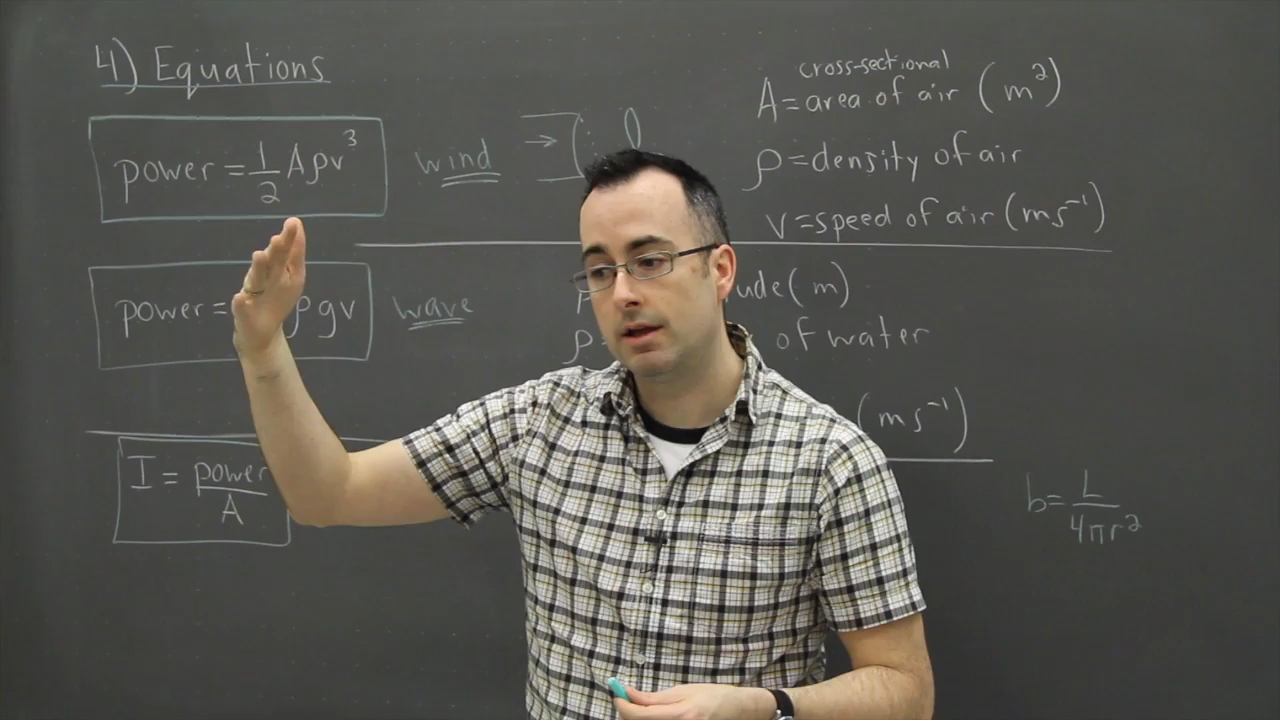 4) Equations
power = 1/2 Aρv³
wind
cross-sectional
A = area of air (m²)
ρ = density of air
v = speed of air (ms⁻¹)
power = ρgv
wave
(m)
ρ of water
(ms⁻¹)
I = power/A
b = L/4πr²